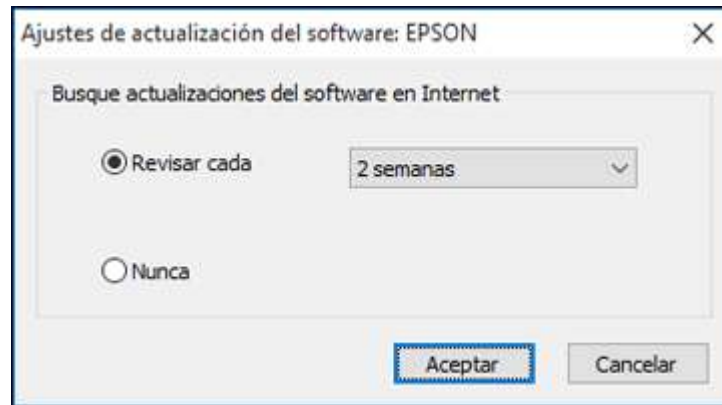 Ajustes de actualización del software: EPSON
Busque actualizaciones del software en Internet
Revisar cada 2 semanas
Nunca
Aceptar Cancelar